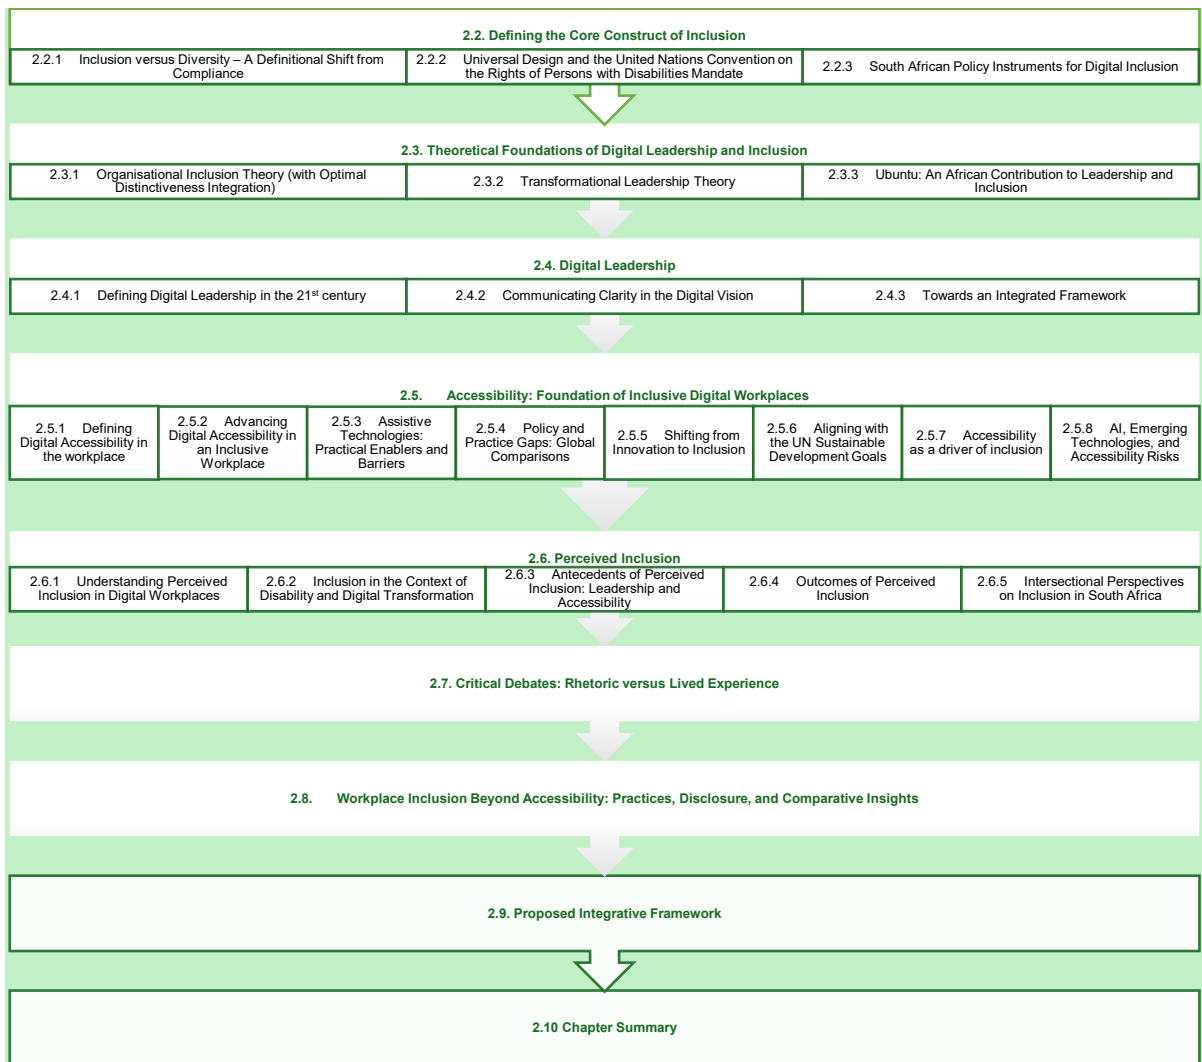 2.2. Defining the Core Construct of Inclusion
2.2.1 Inclusion versus Diversity – A Definitional Shift from
Compliance
2.2.2 Universal Design and the United Nations Convention on
the Rights of Persons with Disabilities Mandate
2.2.3 South African Policy Instruments for Digital Inclusion
2.3. Theoretical Foundations of Digital Leadership and Inclusion
2.3.1 Organisational Inclusion Theory (with Optimal
Distinctiveness Integration)
2.3.2 Transformational Leadership Theory
2.3.3 Ubuntu: An African Contribution to Leadership and
Inclusion
2.4. Digital Leadership
2.4.1 Defining Digital Leadership in the 21st century
2.4.2 Communicating Clarity in the Digital Vision
2.4.3 Towards an Integrated Framework
2.5. Accessibility: Foundation of Inclusive Digital Workplaces
2.5.1 Defining
Digital Accessibility in
the workplace
2.5.2 Advancing
Digital Accessibility in
an Inclusive
Workplace
2.5.3 Assistive
Technologies:
Practical Enablers and
Barriers
2.5.4 Policy and
Practice Gaps: Global
Comparisons
2.5.5 Shifting from
Innovation to Inclusion
2.5.6 Aligning with
the UN Sustainable
Development Goals
2.5.7 Accessibility
as a driver of inclusion
2.5.8 AI, Emerging
Technologies, and
Accessibility Risks
2.6. Perceived Inclusion
2.6.1 Understanding Perceived
Inclusion in Digital Workplaces
2.6.2 Inclusion in the Context of
Disability and Digital Transformation
2.6.3 Antecedents of Perceived
Inclusion: Leadership and
Accessibility
2.6.4 Outcomes of Perceived
Inclusion
2.6.5 Intersectional Perspectives
on Inclusion in South Africa
2.7. Critical Debates: Rhetoric versus Lived Experience
2.8. Workplace Inclusion Beyond Accessibility: Practices, Disclosure, and Comparative Insights
2.9. Proposed Integrative Framework
2.10 Chapter Summary